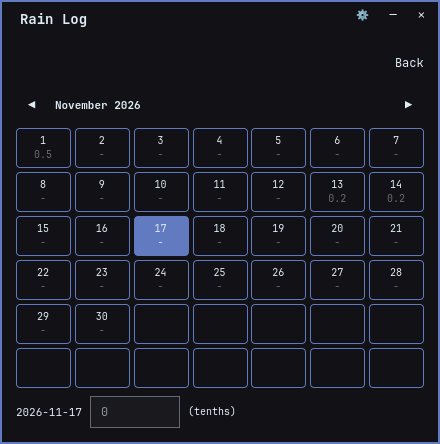 Rain Log ⚙️ — ×
Back
◀ November 2026 ▶
1 2 3 4 5 6 7
0.5 - - - - - -
8 9 10 11 12 13 14
- - - - - 0.2 0.2
15 16 17 18 19 20 21
- - - - - - -
22 23 24 25 26 27 28
- - - - - - -
29 30
- -
2026-11-17 0 (tenths)